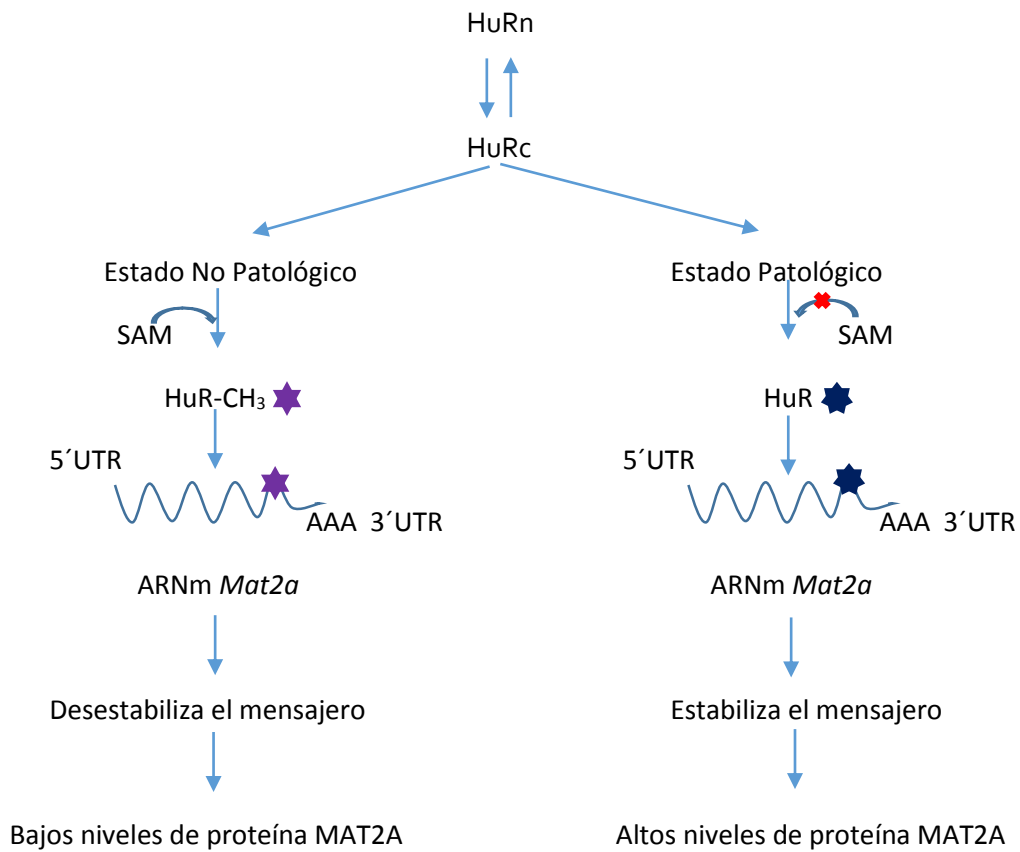 HuRn
HuRc
Estado No Patológico
SAM
HuR-CH₃
5´UTR
AAA 3´UTR
ARNm Mat2a
Desestabiliza el mensajero
Bajos niveles de proteína MAT2A
Estado Patológico
SAM
HuR
5´UTR
AAA 3´UTR
ARNm Mat2a
Estabiliza el mensajero
Altos niveles de proteína MAT2A